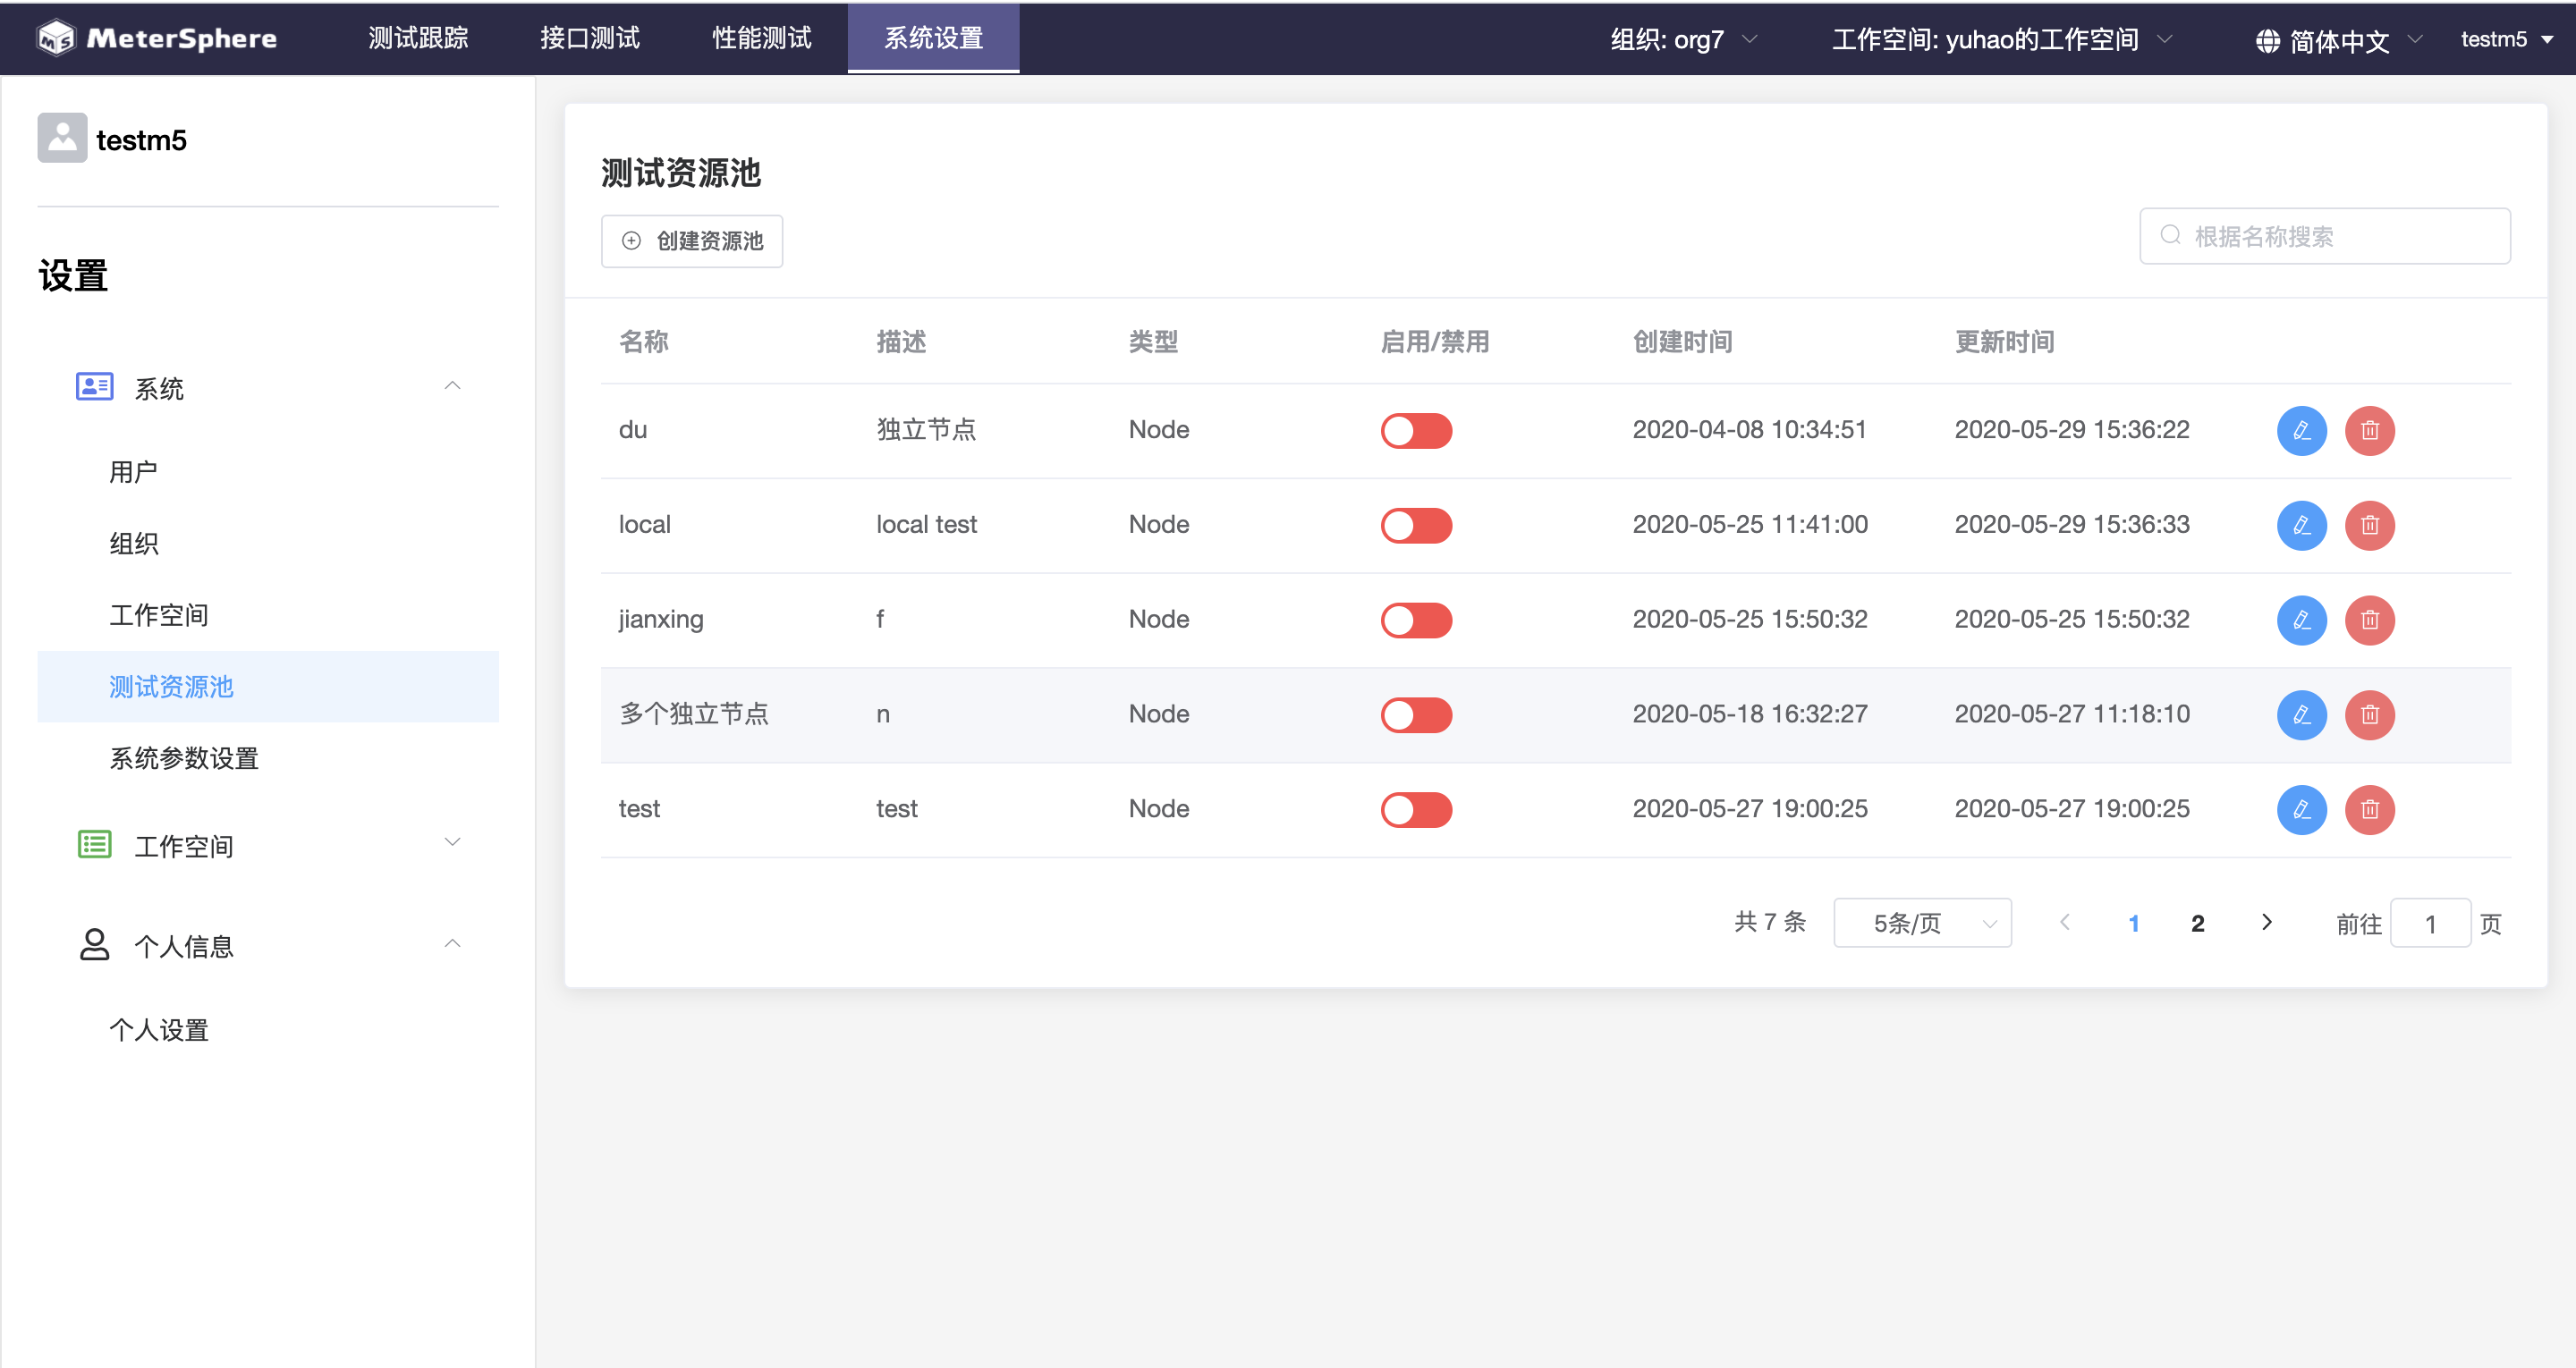 MeterSphere 测试跟踪 接口测试 性能测试 系统设置 组织: org7 工作空间: yuhao的工作空间 简体中文 testm5
testm5
设置
系统
用户
组织
工作空间
测试资源池
系统参数设置
工作空间
个人信息
个人设置
测试资源池
创建资源池
根据名称搜索
名称 描述 类型 启用/禁用 创建时间 更新时间
du 独立节点 Node 2020-04-08 10:34:51 2020-05-29 15:36:22
local local test Node 2020-05-25 11:41:00 2020-05-29 15:36:33
jianxing f Node 2020-05-25 15:50:32 2020-05-25 15:50:32
多个独立节点 n Node 2020-05-18 16:32:27 2020-05-27 11:18:10
test test Node 2020-05-27 19:00:25 2020-05-27 19:00:25
共 7 条 5条/页 1 2 前往 1 页